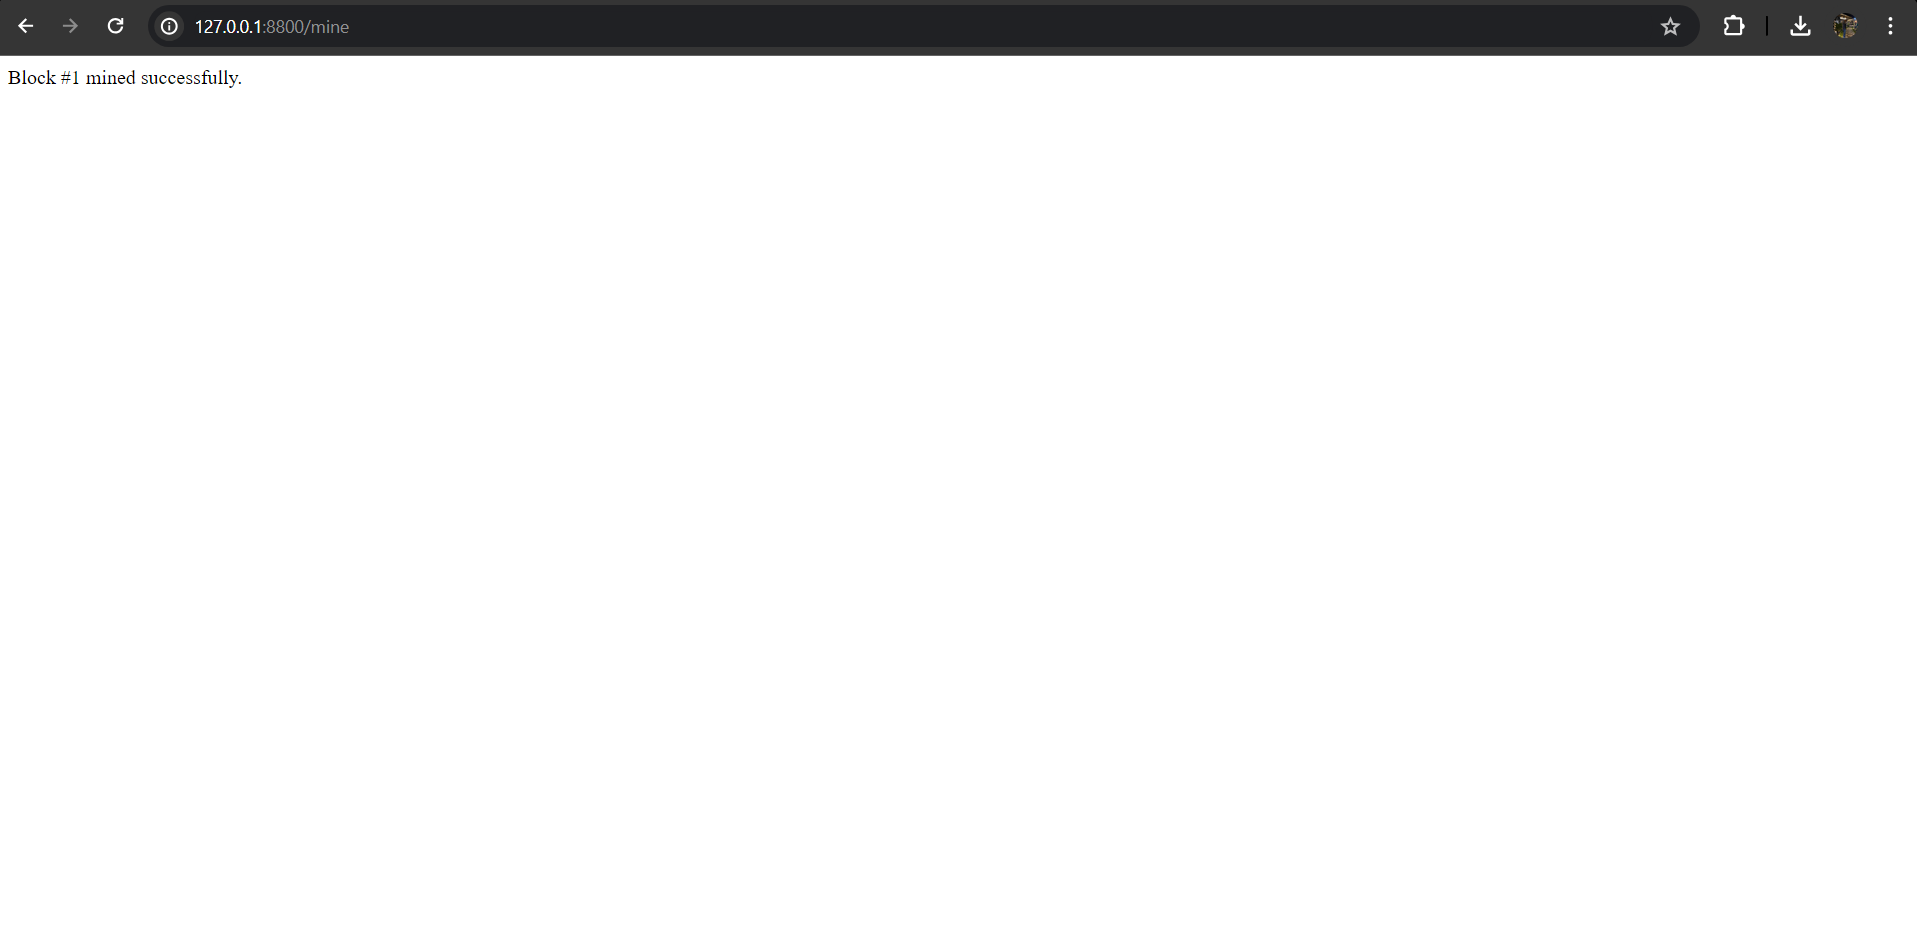 127.0.0.1:8800/mine
Block #1 mined successfully.